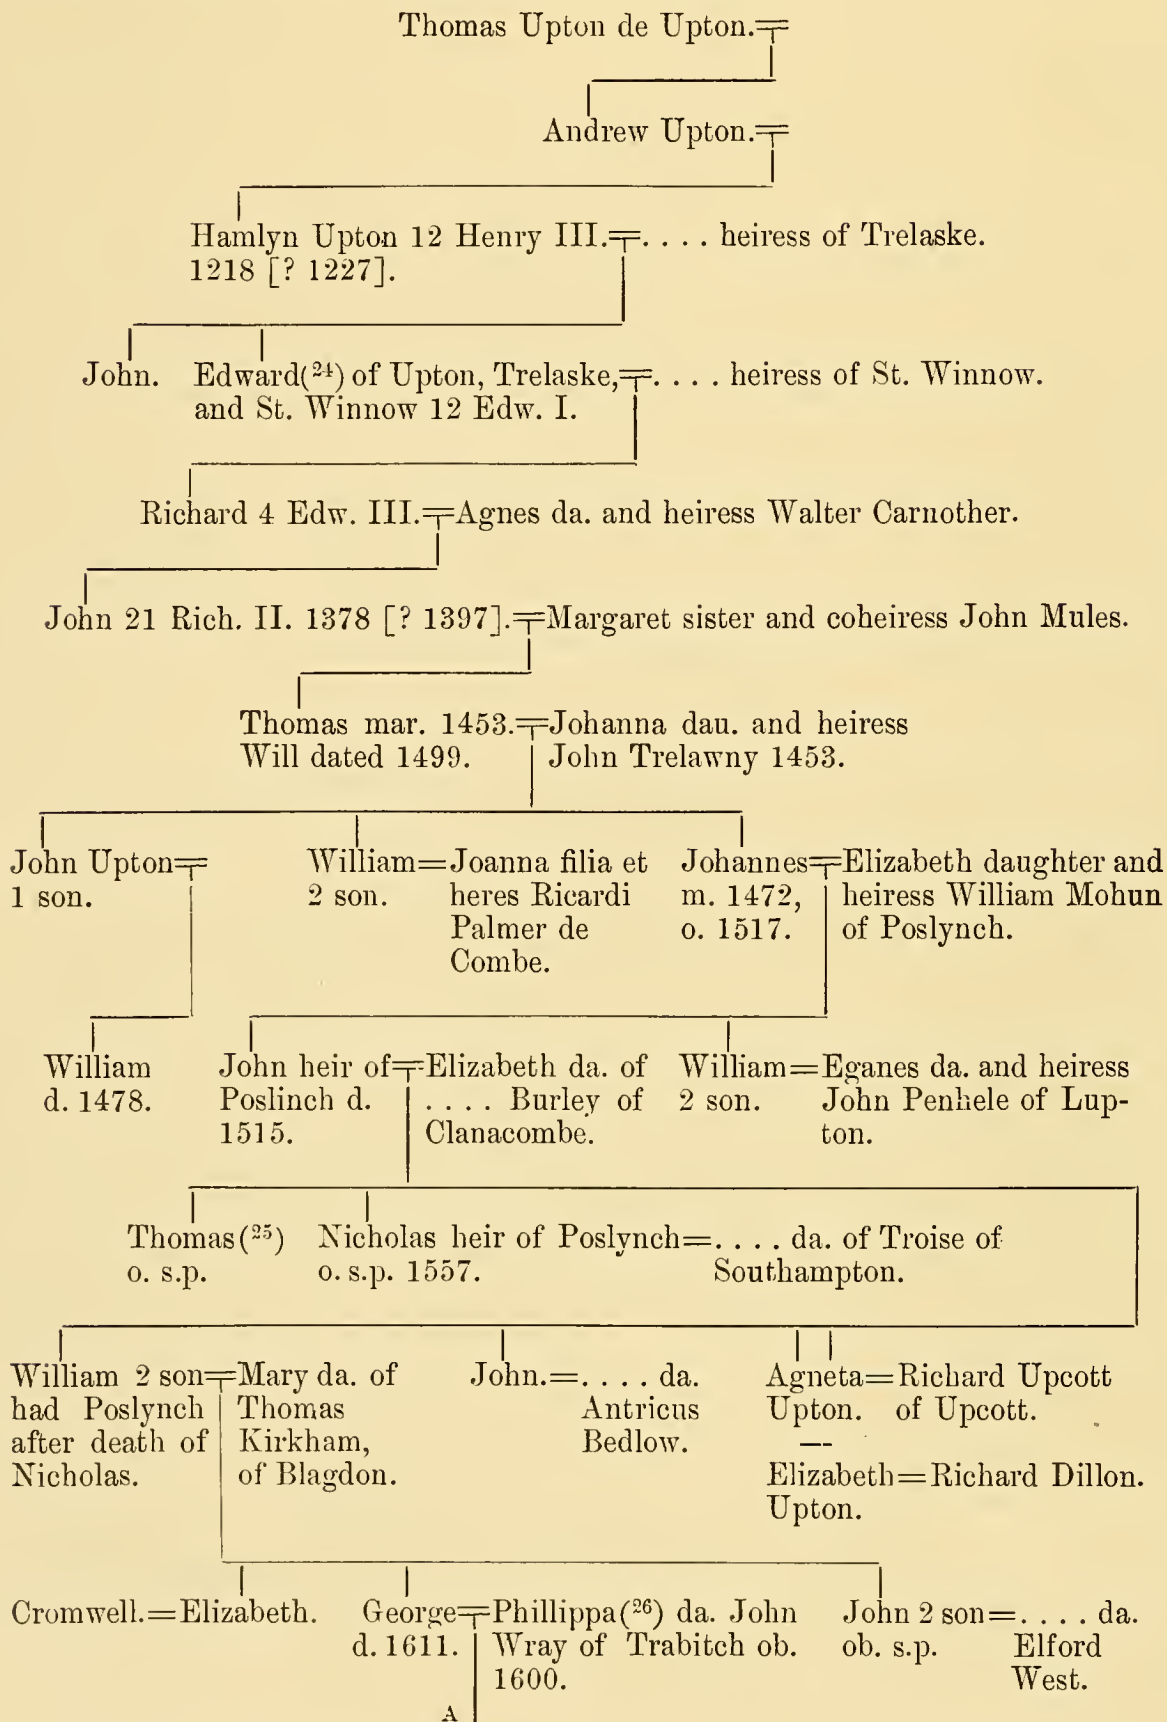 Thomas Upton de Upton.=
Andrew Upton.=
Hamlyn Upton 12 Henry III.=. . . . heiress of Trelaske.
1218 [? 1227].
John. Edward(24) of Upton, Trelaske,=. . . . heiress of St. Winnow.
and St. Winnow 12 Edw. I.
Richard 4 Edw. III.=Agnes da. and heiress Walter Carnother.
John 21 Rich. II. 1378 [? 1397].=Margaret sister and coheiress John Mules.
Thomas mar. 1453.=Johanna dau. and heiress
Will dated 1499. John Trelawny 1453.
John Upton= William=Joanna filia et Johannes=Elizabeth daughter and
1 son. 2 son. heres Ricardi m. 1472, heiress William Mohun
Palmer de o. 1517. of Poslynch.
Combe.
William John heir of=Elizabeth da. of William=Eganes da. and heiress
d. 1478. Poslinch d. . . . . Burley of 2 son. John Penhele of Lup-
1515. Clanacombe. ton.
Thomas(25) Nicholas heir of Poslynch=. . . . da. of Troise of
o. s.p. o. s.p. 1557. Southampton.
William 2 son=Mary da. of John.=. . . . da. Agneta=Richard Upcott
had Poslynch Thomas Antricus Upton. of Upcott.
after death of Kirkham, Bedlow. —
Nicholas. of Blagdon. Elizabeth=Richard Dillon.
Upton.
Cromwell.=Elizabeth. George=Phillippa(26) da. John John 2 son=. . . . da.
d. 1611. Wray of Trabitch ob. ob. s.p. Elford
1600. West.
A